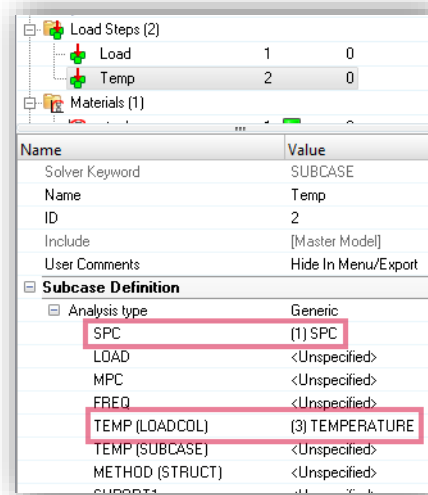 Load Steps (2)
Load 1 0
Temp 2 0
Materials (1)
Name Value
Solver Keyword SUBCASE
Name Temp
ID 2
Include [Master Model]
User Comments Hide In Menu/Export
Subcase Definition
Analysis type Generic
SPC (1) SPC
LOAD <Unspecified>
MPC <Unspecified>
FREQ <Unspecified>
TEMP (LOADCOL) (3) TEMPERATURE
TEMP (SUBCASE) <Unspecified>
METHOD (STRUCT) <Unspecified>